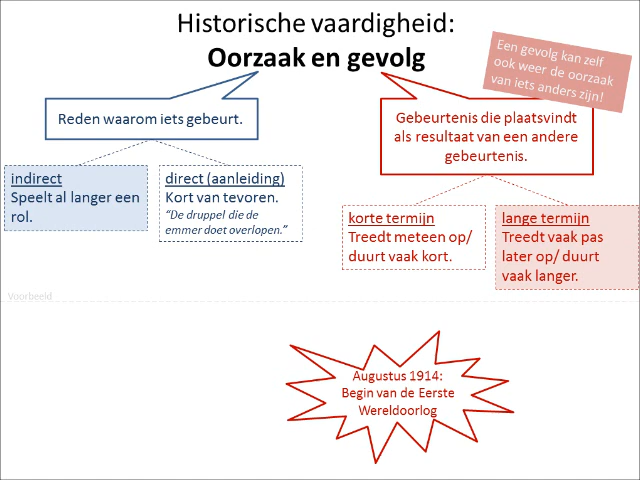 Historische vaardigheid:
Oorzaak en gevolg
Een gevolg kan zelf
ook weer de oorzaak
van iets anders zijn!
Reden waarom iets gebeurt.
Gebeurtenis die plaatsvindt
als resultaat van een andere
gebeurtenis.
indirect
Speelt al langer een
rol.
direct (aanleiding)
Kort van tevoren.
“De druppel die de
emmer doet overlopen.”
korte termijn
Treedt meteen op/
duurt vaak kort.
lange termijn
Treedt vaak pas
later op/ duurt
vaak langer.
Voorbeeld
Augustus 1914:
Begin van de Eerste
Wereldoorlog